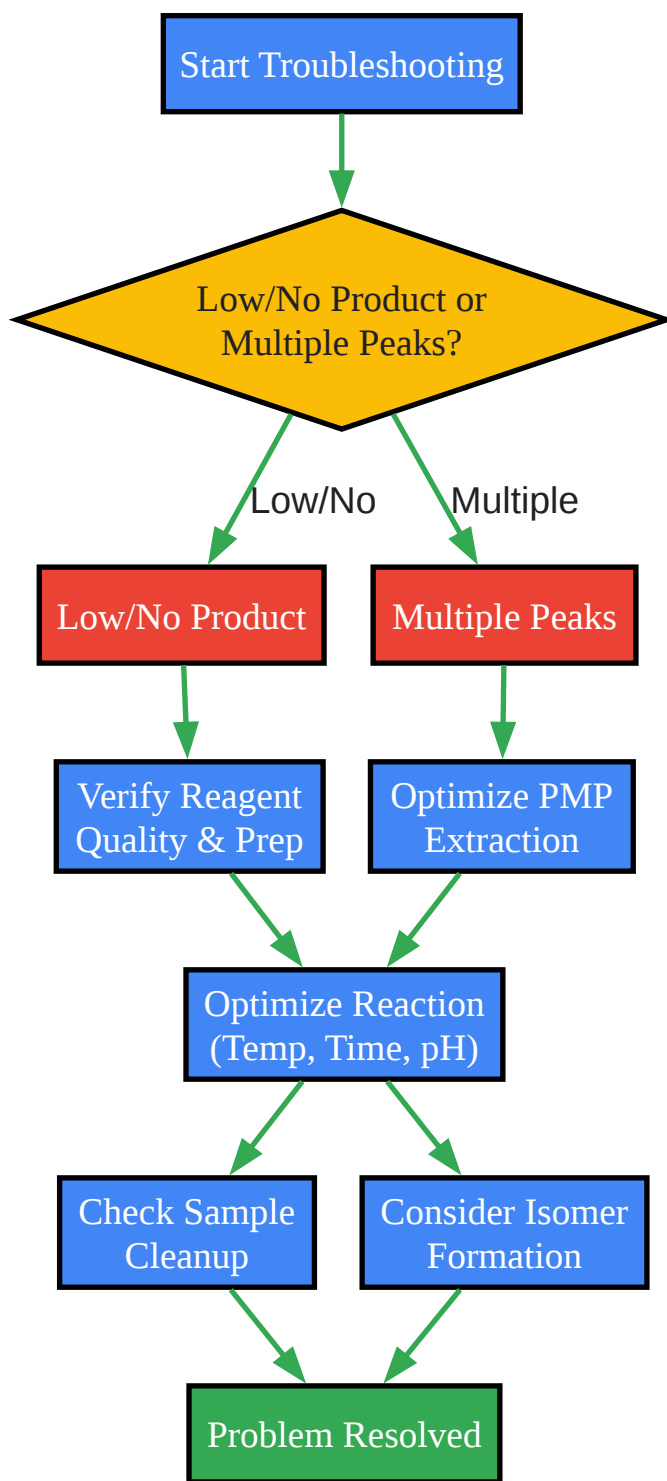 Start Troubleshooting
Low/No Product or
Multiple Peaks?
Low/No
Multiple
Low/No Product
Multiple Peaks
Verify Reagent
Quality & Prep
Optimize PMP
Extraction
Optimize Reaction
(Temp, Time, pH)
Check Sample
Cleanup
Consider Isomer
Formation
Problem Resolved